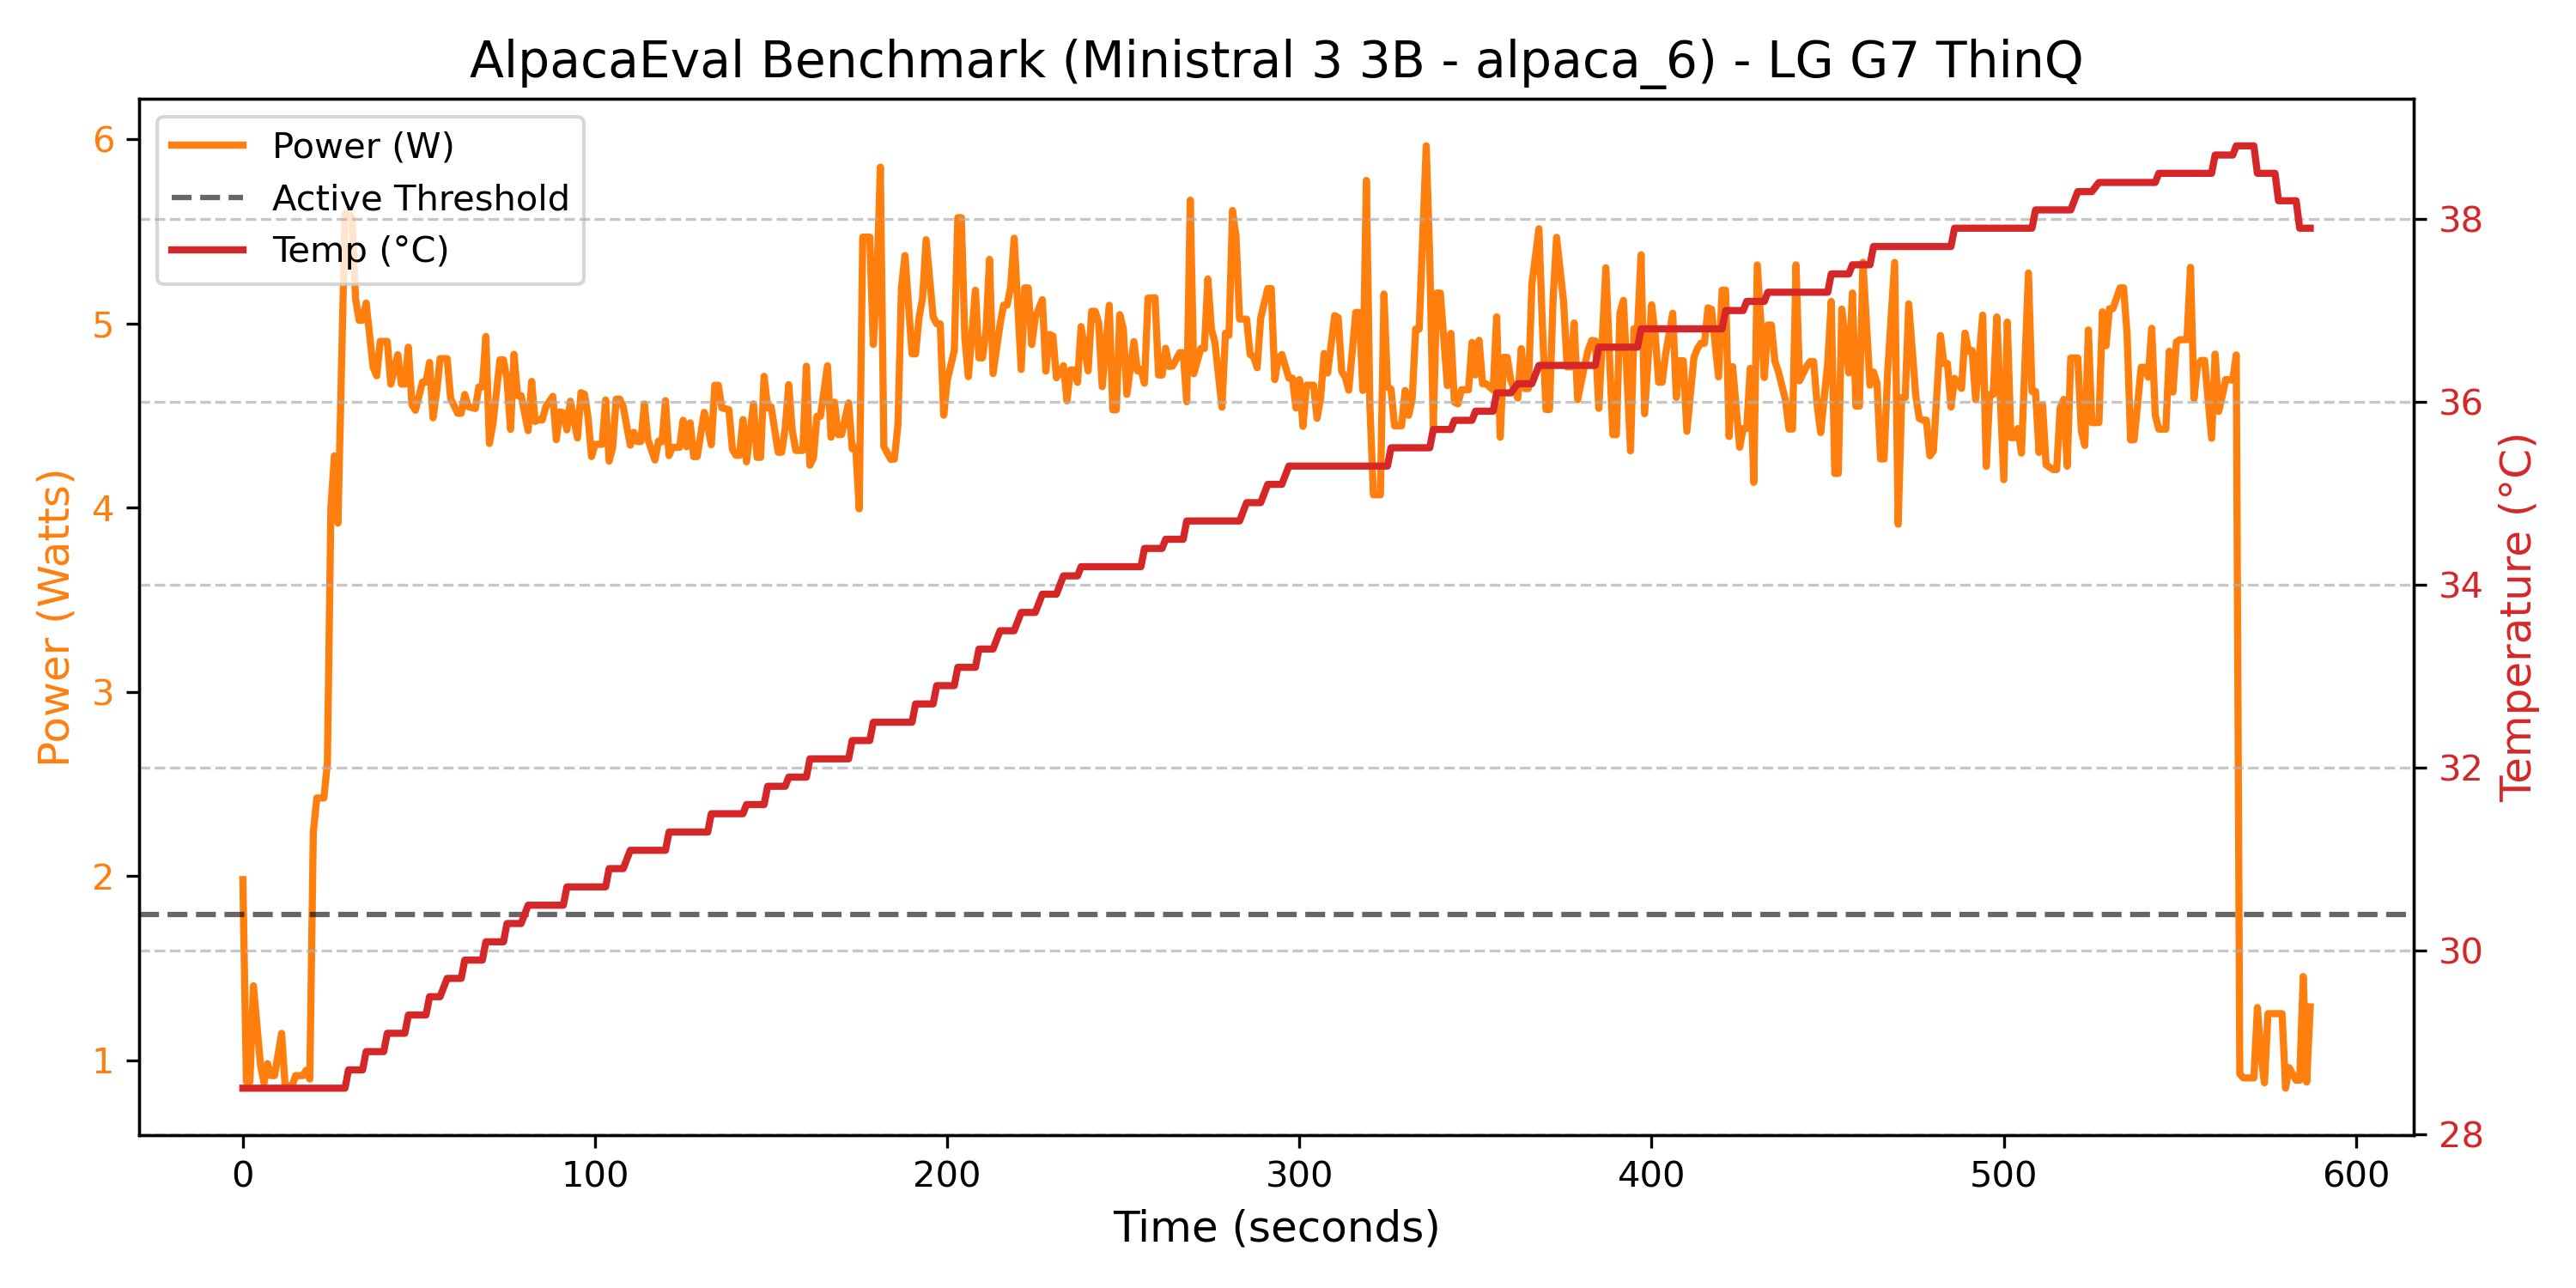 AlpacaEval Benchmark (Ministral 3 3B - alpaca_6) - LG G7 ThinQ
Power (W)
Active Threshold
Temp (°C)
Power (Watts)
6
5
4
3
2
1
Temperature (°C)
38
36
34
32
30
28
0 100 200 300 400 500 600
Time (seconds)